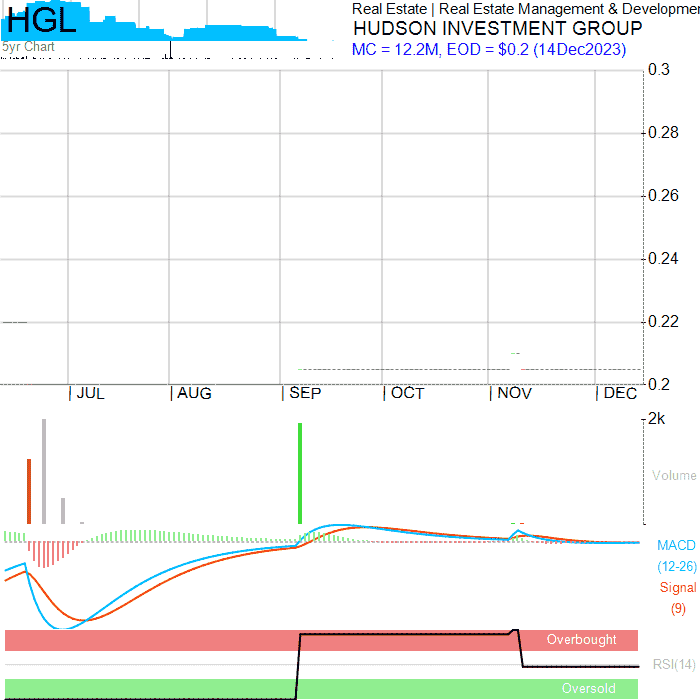 HGL
Real Estate | Real Estate Management & Developmen
HUDSON INVESTMENT GROUP
5yr Chart
MC = 12.2M, EOD = $0.2 (14Dec2023)
0.3
0.28
0.26
0.24
0.22
0.2
| JUL | AUG | SEP | OCT | NOV | DEC
2k
Volume
MACD
(12-26)
Signal
(9)
Overbought
RSI(14)
Oversold